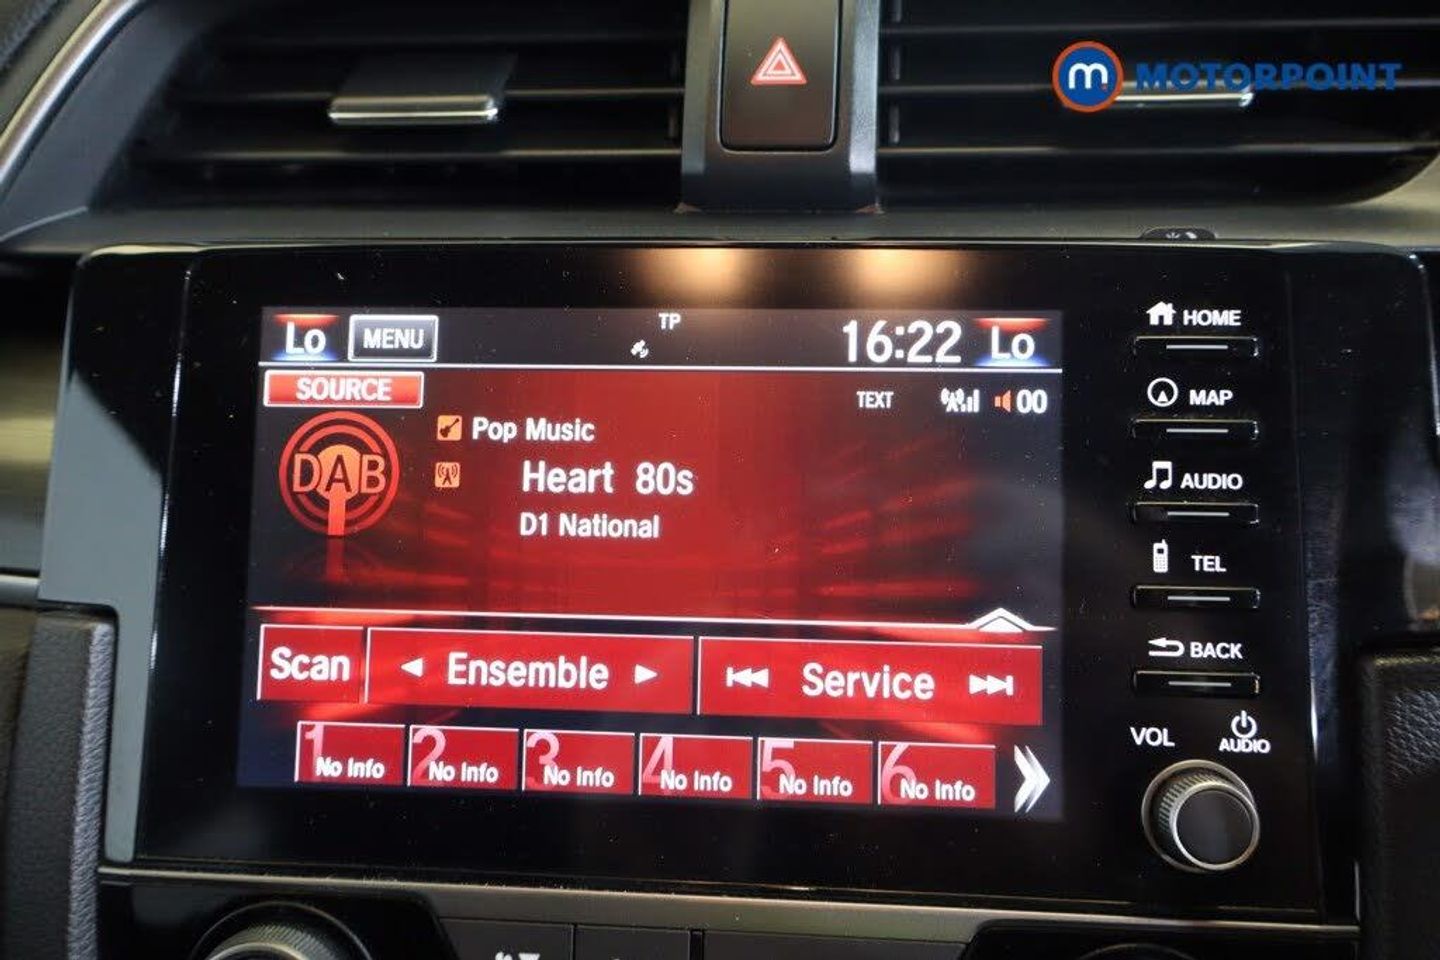 m MOTORPOINT
Lo MENU TP 16:22 Lo
SOURCE TEXT 00
DAB
Pop Music
Heart 80s
D1 National
Scan ◄ Ensemble ► Service
1 No Info 2 No Info 3 No Info 4 No Info 5 No Info 6 No Info
HOME
MAP
AUDIO
TEL
BACK
VOL AUDIO